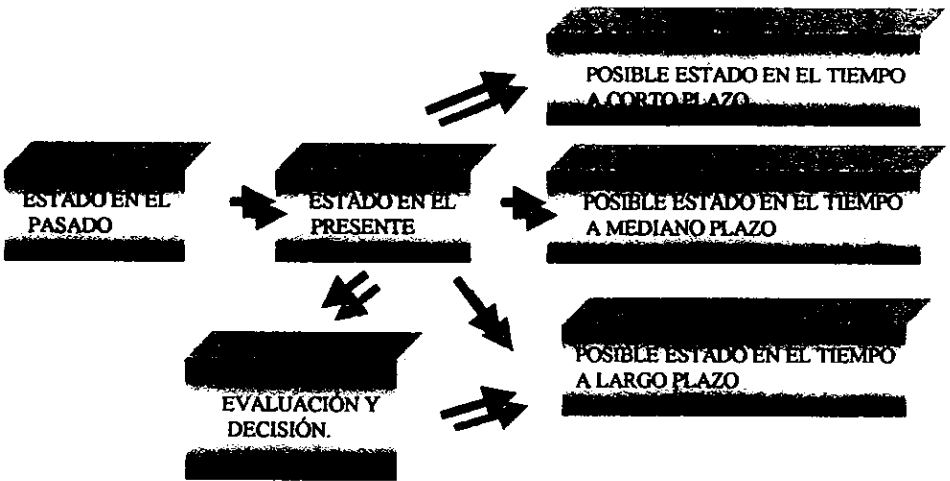 POSIBLE ESTADO EN EL TIEMPO
A CORTO PLAZO
ESTADO EN EL
PASADO
ESTADO EN EL
PRESENTE
POSIBLE ESTADO EN EL TIEMPO
A MEDIANO PLAZO
POSIBLE ESTADO EN EL TIEMPO
A LARGO PLAZO
EVALUACIÓN Y
DECISIÓN.